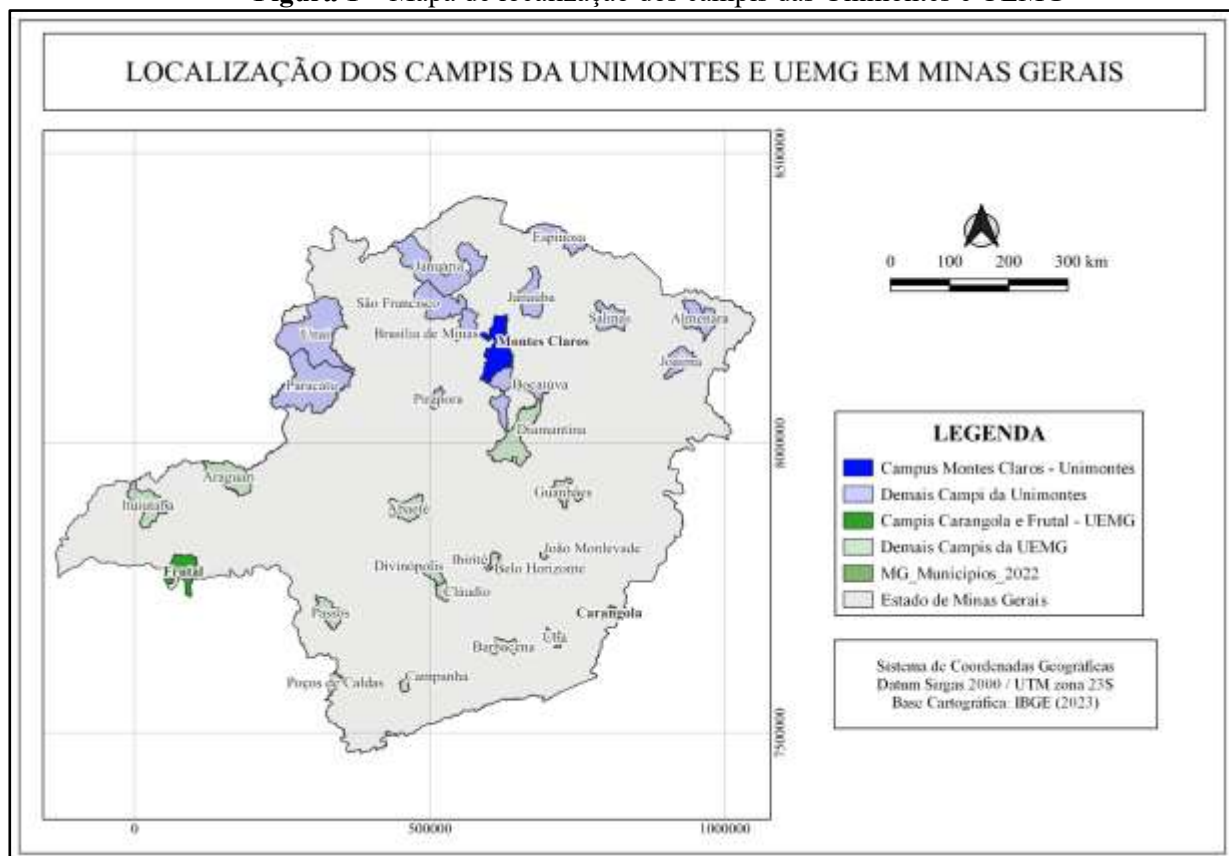 LOCALIZAÇÃO DOS CAMPIS DA UNIMONTES E UEMG EM MINAS GERAIS
8500000
Espinosa
Januária
São Francisco
Janaúba
Salinas
Almenara
Brasília de Minas
Montes Claros
Unaí
Joaíma
Paracatu
Bocaiúva
Pirapora
Diamantina
8000000
Araguari
Ituiutaba
Guanhães
Abaeté
João Monlevade
Ibirité
Belo Horizonte
Divinópolis
Frutal
Cláudio
Passos
Carangola
Ubá
Barbacena
Poços de Caldas
Campanha
7500000
0
500000
1000000
0 100 200 300 km
LEGENDA
Campus Montes Claros - Unimontes
Demais Campi da Unimontes
Campis Carangola e Frutal - UEMG
Demais Campis da UEMG
MG_Municipios_2022
Estado de Minas Gerais
Sistema de Coordenadas Geográficas
Datum Sirgas 2000 / UTM zona 23S
Base Cartográfica: IBGE (2023)